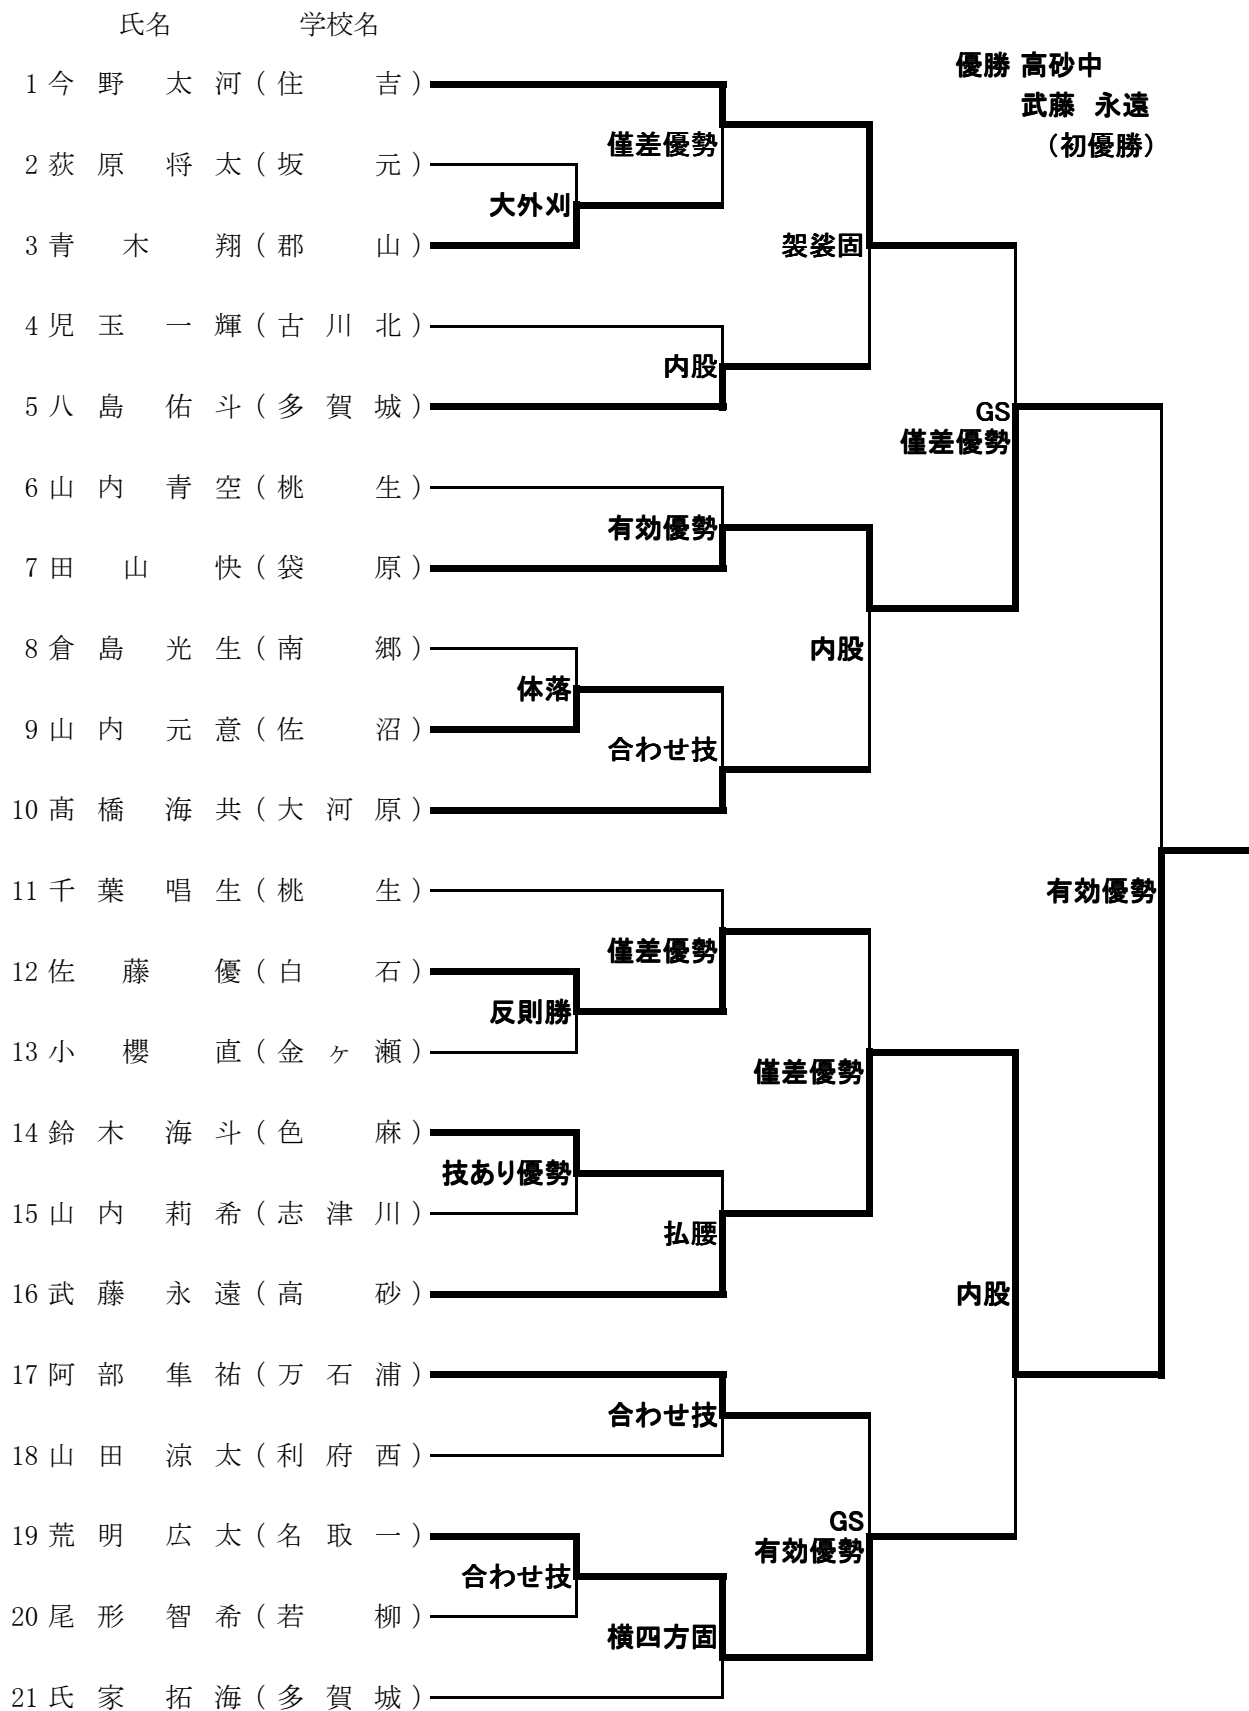 氏名 学校名
優勝 高砂中
武藤 永遠
（初優勝）
1 今野 太河（住吉）
僅差優勢
2 荻原 将太（坂元）
大外刈
3 青木 翔（郡山）
袈裟固
4 児玉 一輝（古川北）
内股
5 八島 佑斗（多賀城）
GS
僅差優勢
6 山内 青空（桃生）
有効優勢
7 田山 快（袋原）
8 倉島 光生（南郷）
内股
体落
9 山内 元意（佐沼）
合わせ技
10 髙橋 海共（大河原）
11 千葉 唱生（桃生）
有効優勢
僅差優勢
12 佐藤 優（白石）
反則勝
13 小櫻 直（金ヶ瀬）
僅差優勢
14 鈴木 海斗（色麻）
技あり優勢
15 山内 莉希（志津川）
払腰
16 武藤 永遠（高砂）
内股
17 阿部 隼祐（万石浦）
合わせ技
18 山田 涼太（利府西）
GS
有効優勢
19 荒明 広太（名取一）
合わせ技
20 尾形 智希（若柳）
横四方固
21 氏家 拓海（多賀城）